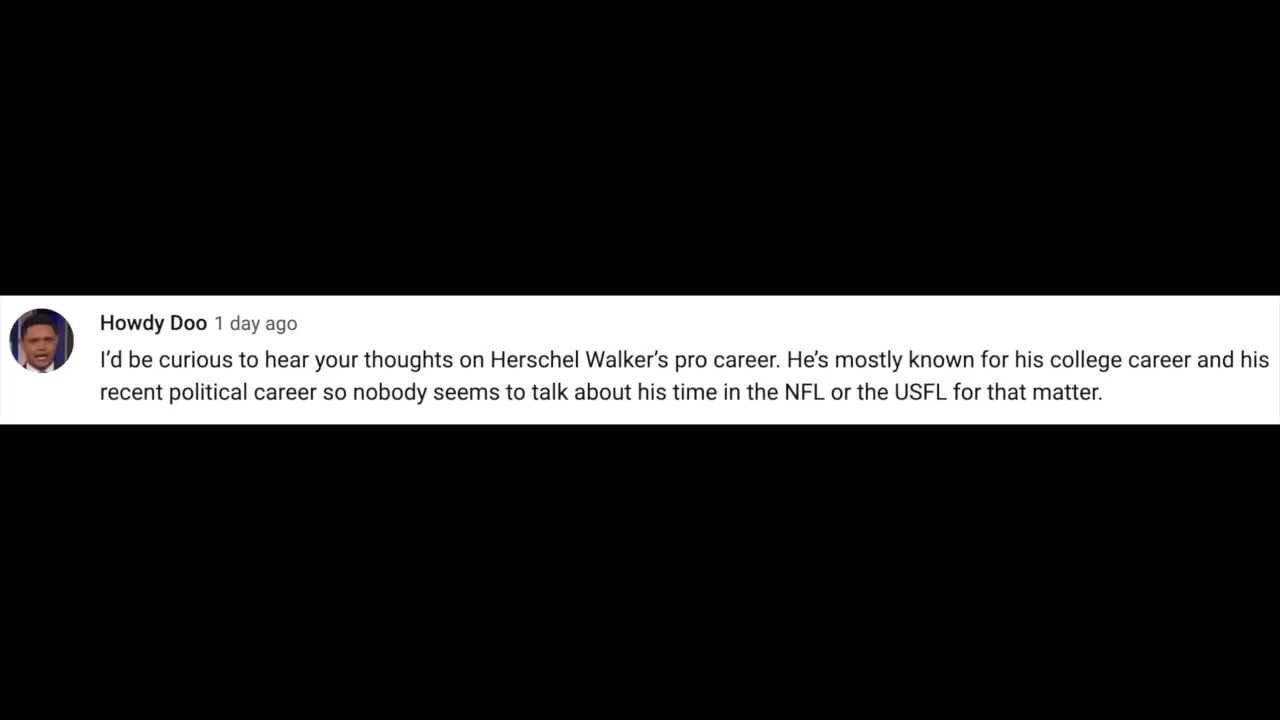 Howdy Doo 1 day ago
I’d be curious to hear your thoughts on Herschel Walker’s pro career. He’s mostly known for his college career and his
recent political career so nobody seems to talk about his time in the NFL or the USFL for that matter.